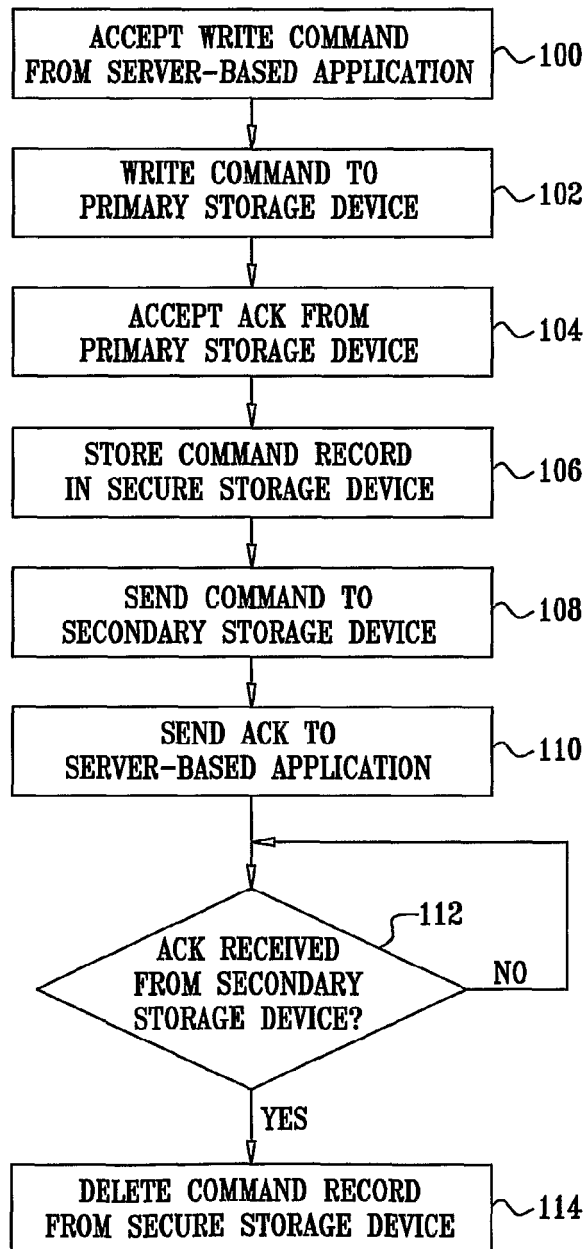 ACCEPT WRITE COMMAND
FROM SERVER-BASED APPLICATION
100
WRITE COMMAND TO
PRIMARY STORAGE DEVICE
102
ACCEPT ACK FROM
PRIMARY STORAGE DEVICE
104
STORE COMMAND RECORD
IN SECURE STORAGE DEVICE
106
SEND COMMAND TO
SECONDARY STORAGE DEVICE
108
SEND ACK TO
SERVER-BASED APPLICATION
110
112
ACK RECEIVED
FROM SECONDARY
STORAGE DEVICE?
NO
YES
DELETE COMMAND RECORD
FROM SECURE STORAGE DEVICE
114